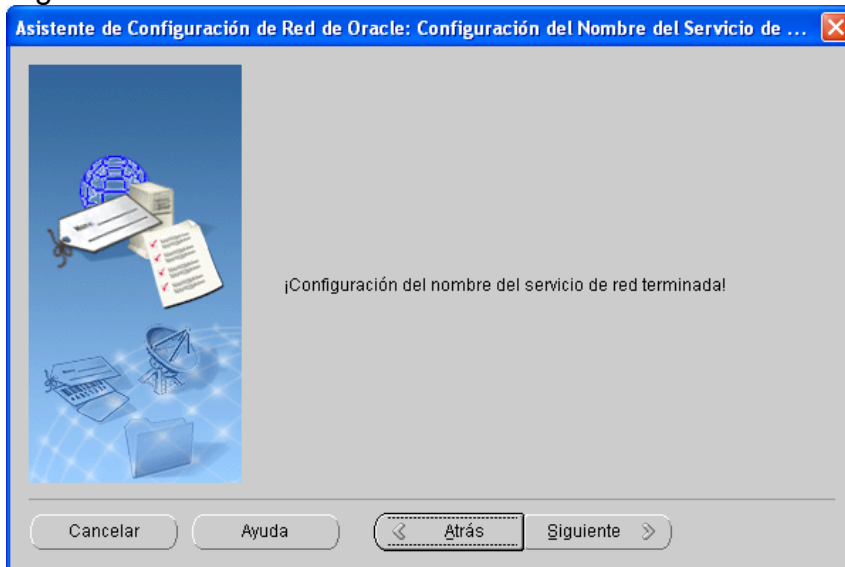 Asistente de Configuración de Red de Oracle: Configuración del Nombre del Servicio de ...
¡Configuración del nombre del servicio de red terminada!
Cancelar
Ayuda
Atrás
Siguiente